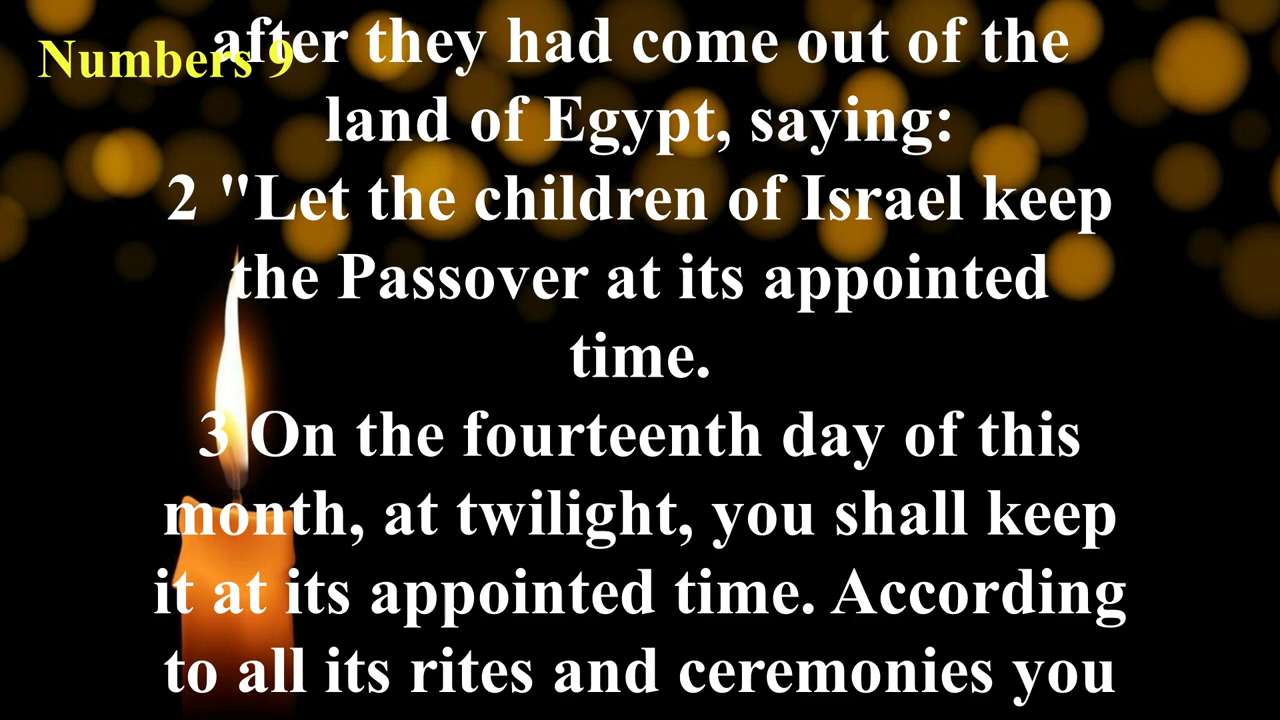 Numbers 9
after they had come out of the
land of Egypt, saying:
2 "Let the children of Israel keep
the Passover at its appointed
time.
3 On the fourteenth day of this
month, at twilight, you shall keep
it at its appointed time. According
to all its rites and ceremonies you